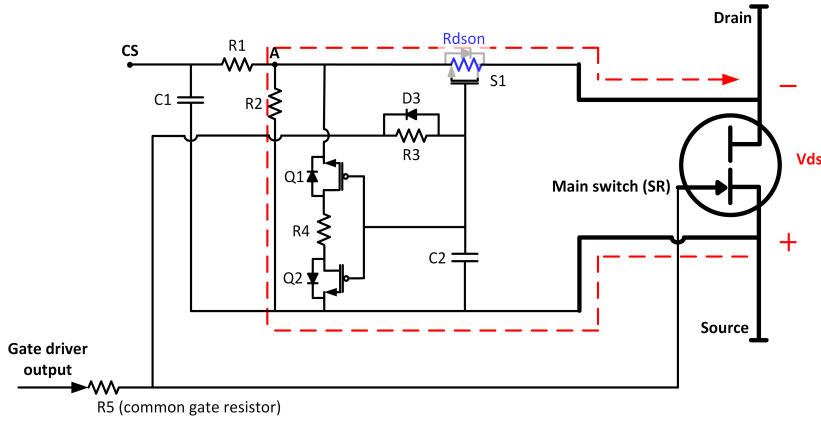 Drain
Rdson
CS
R1
A
S1
C1
R2
D3
R3
Vds
Q1
Main switch (SR)
R4
C2
Q2
Source
Gate driver
output
R5 (common gate resistor)